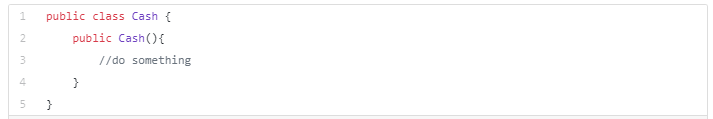 1 public class Cash {
2     public Cash(){
3         //do something
4     }
5 }